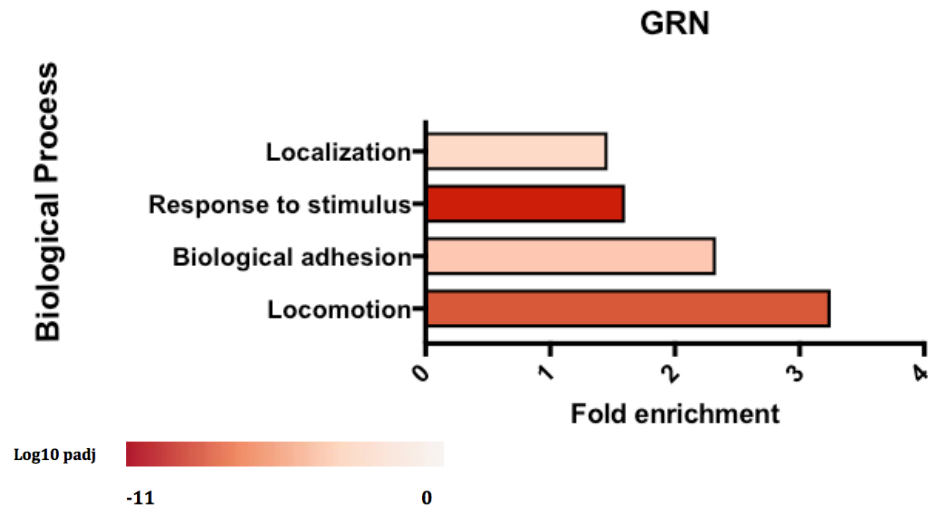 GRN
Biological Process
Localization
Response to stimulus
Biological adhesion
Locomotion
0 1 2 3 4
Fold enrichment
Log10 padj
-11 0